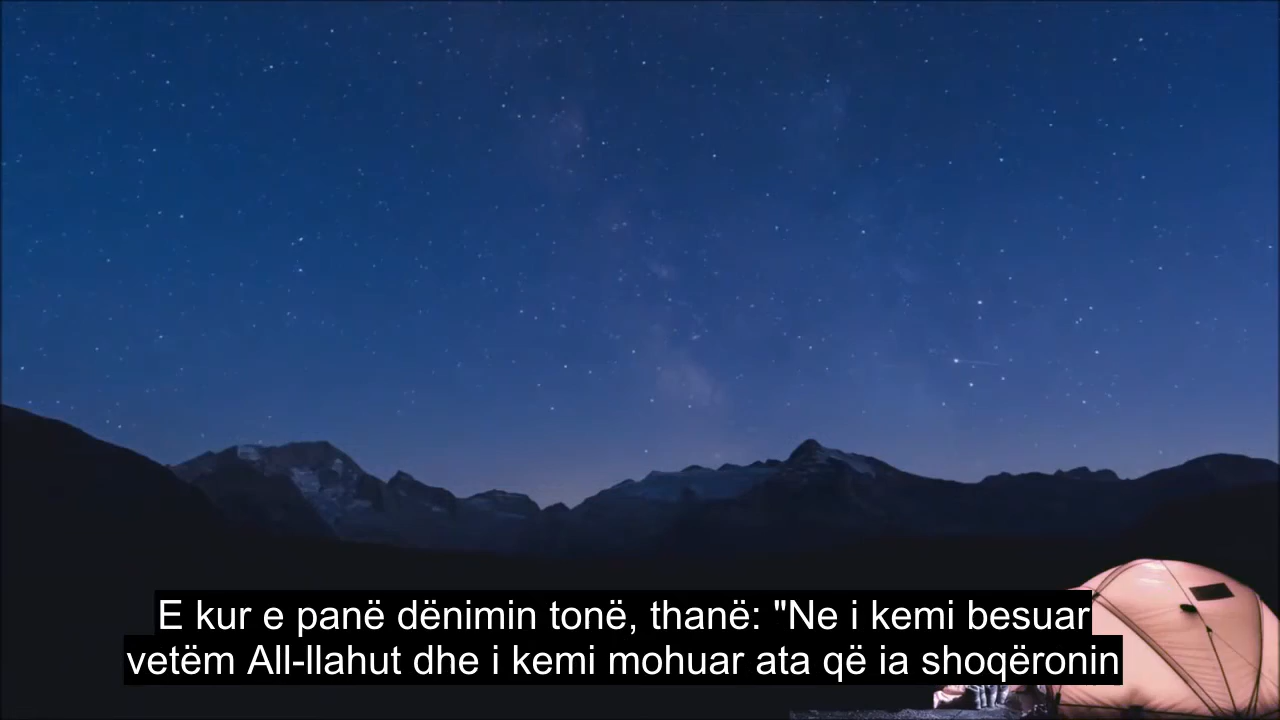 E kur e panë dënimin tonë, thanë: "Ne i kemi besuar
vetëm All-llahut dhe i kemi mohuar ata që ia shoqëronin